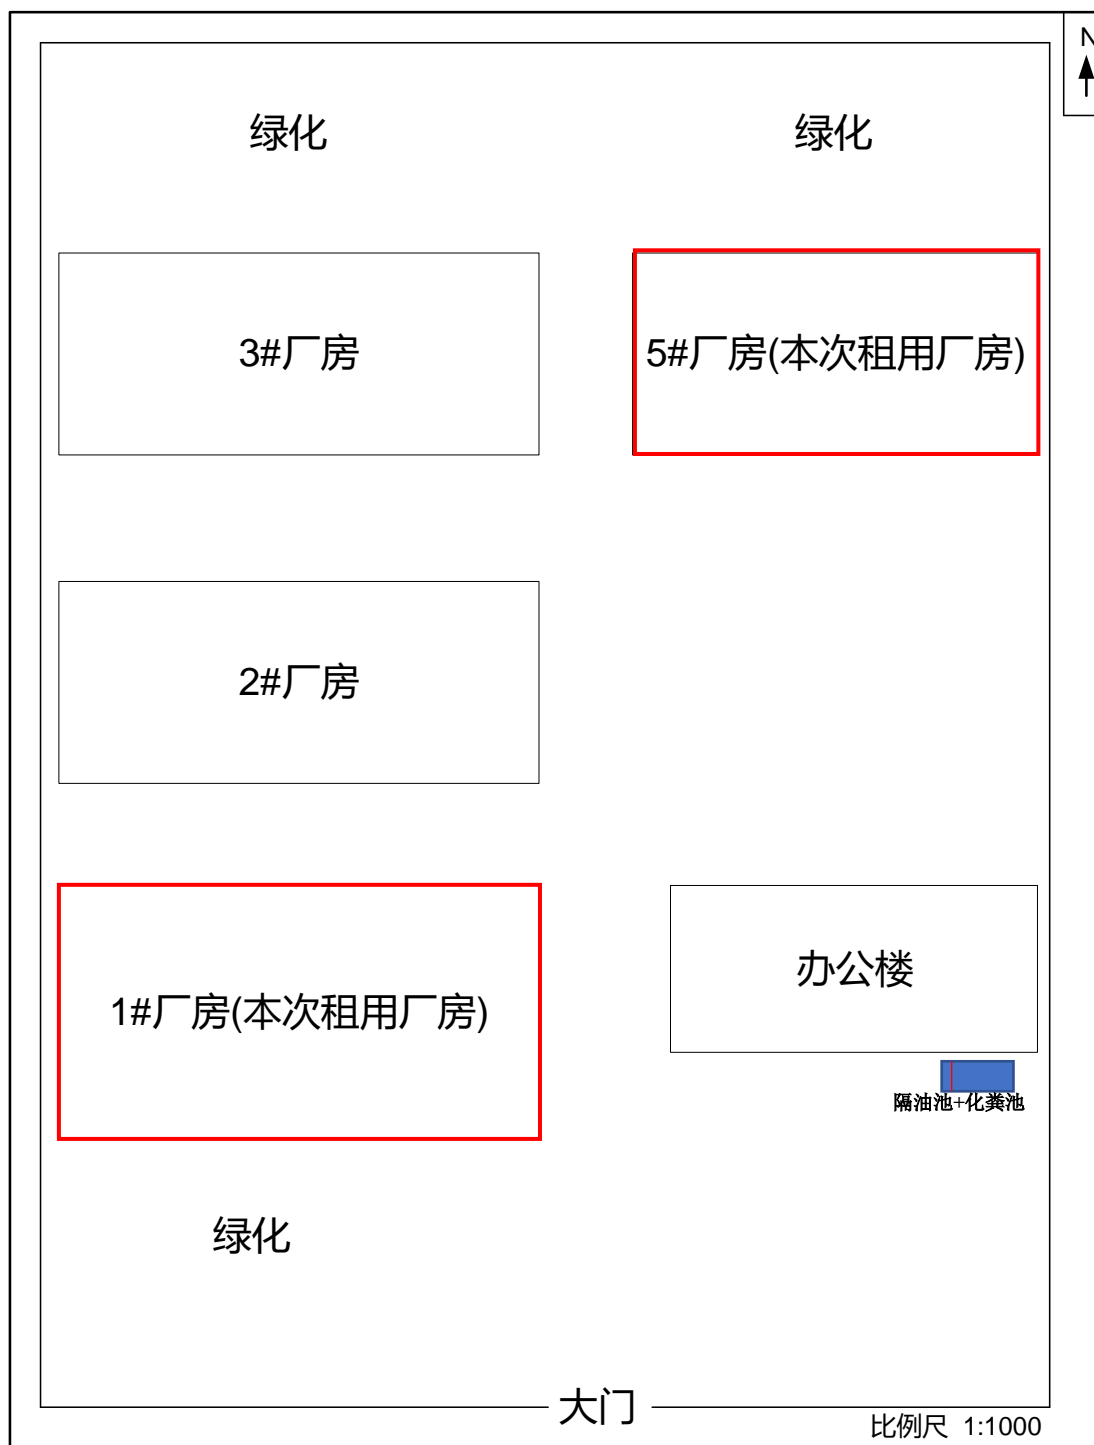 N
绿化
绿化
3#厂房
5#厂房(本次租用厂房)
2#厂房
办公楼
1#厂房(本次租用厂房)
隔油池+化粪池
绿化
大门
比例尺 1:1000